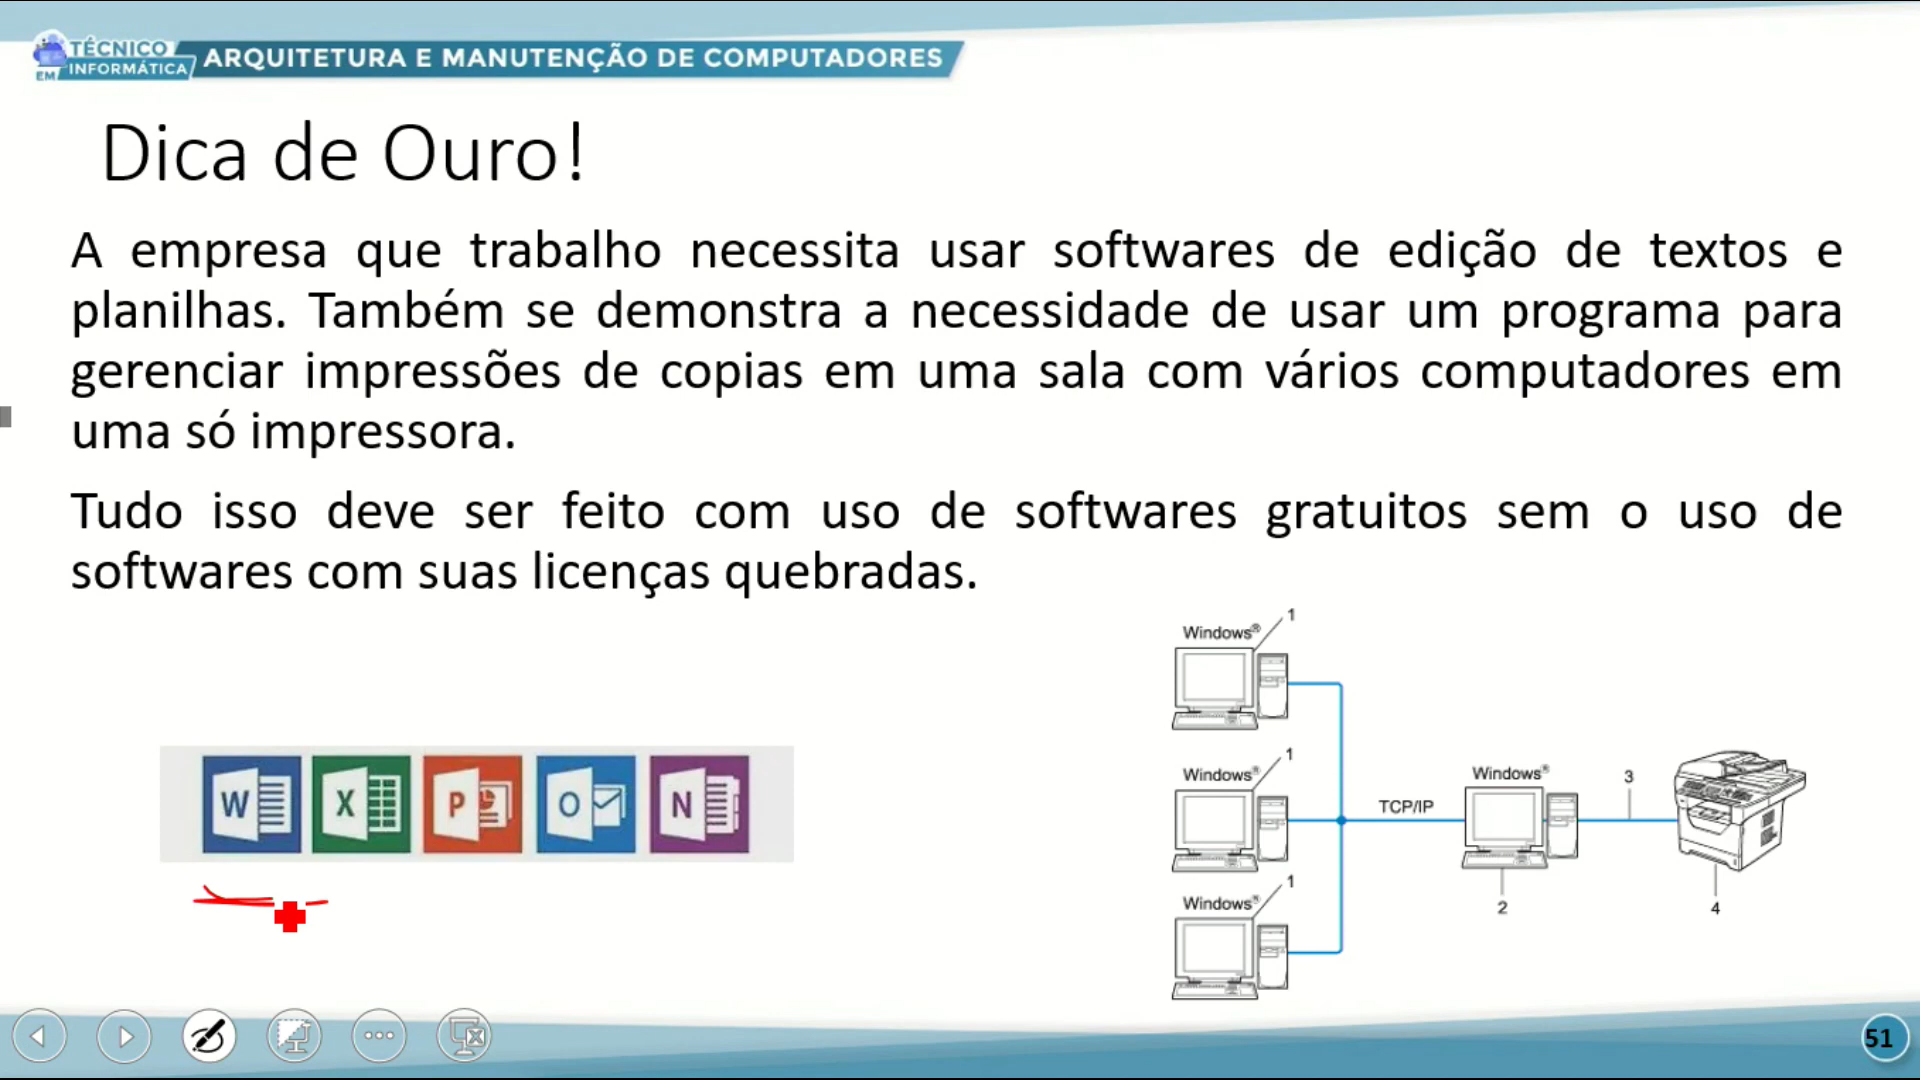 TÉCNICO
EM INFORMÁTICA
ARQUITETURA E MANUTENÇÃO DE COMPUTADORES
Dica de Ouro!
A empresa que trabalho necessita usar softwares de edição de textos e
planilhas. Também se demonstra a necessidade de usar um programa para
gerenciar impressões de copias em uma sala com vários computadores em
uma só impressora.
Tudo isso deve ser feito com uso de softwares gratuitos sem o uso de
softwares com suas licenças quebradas.
W X P O N
Windows® 1
Windows® 1
Windows® 1
TCP/IP
Windows®
2
3
4
51